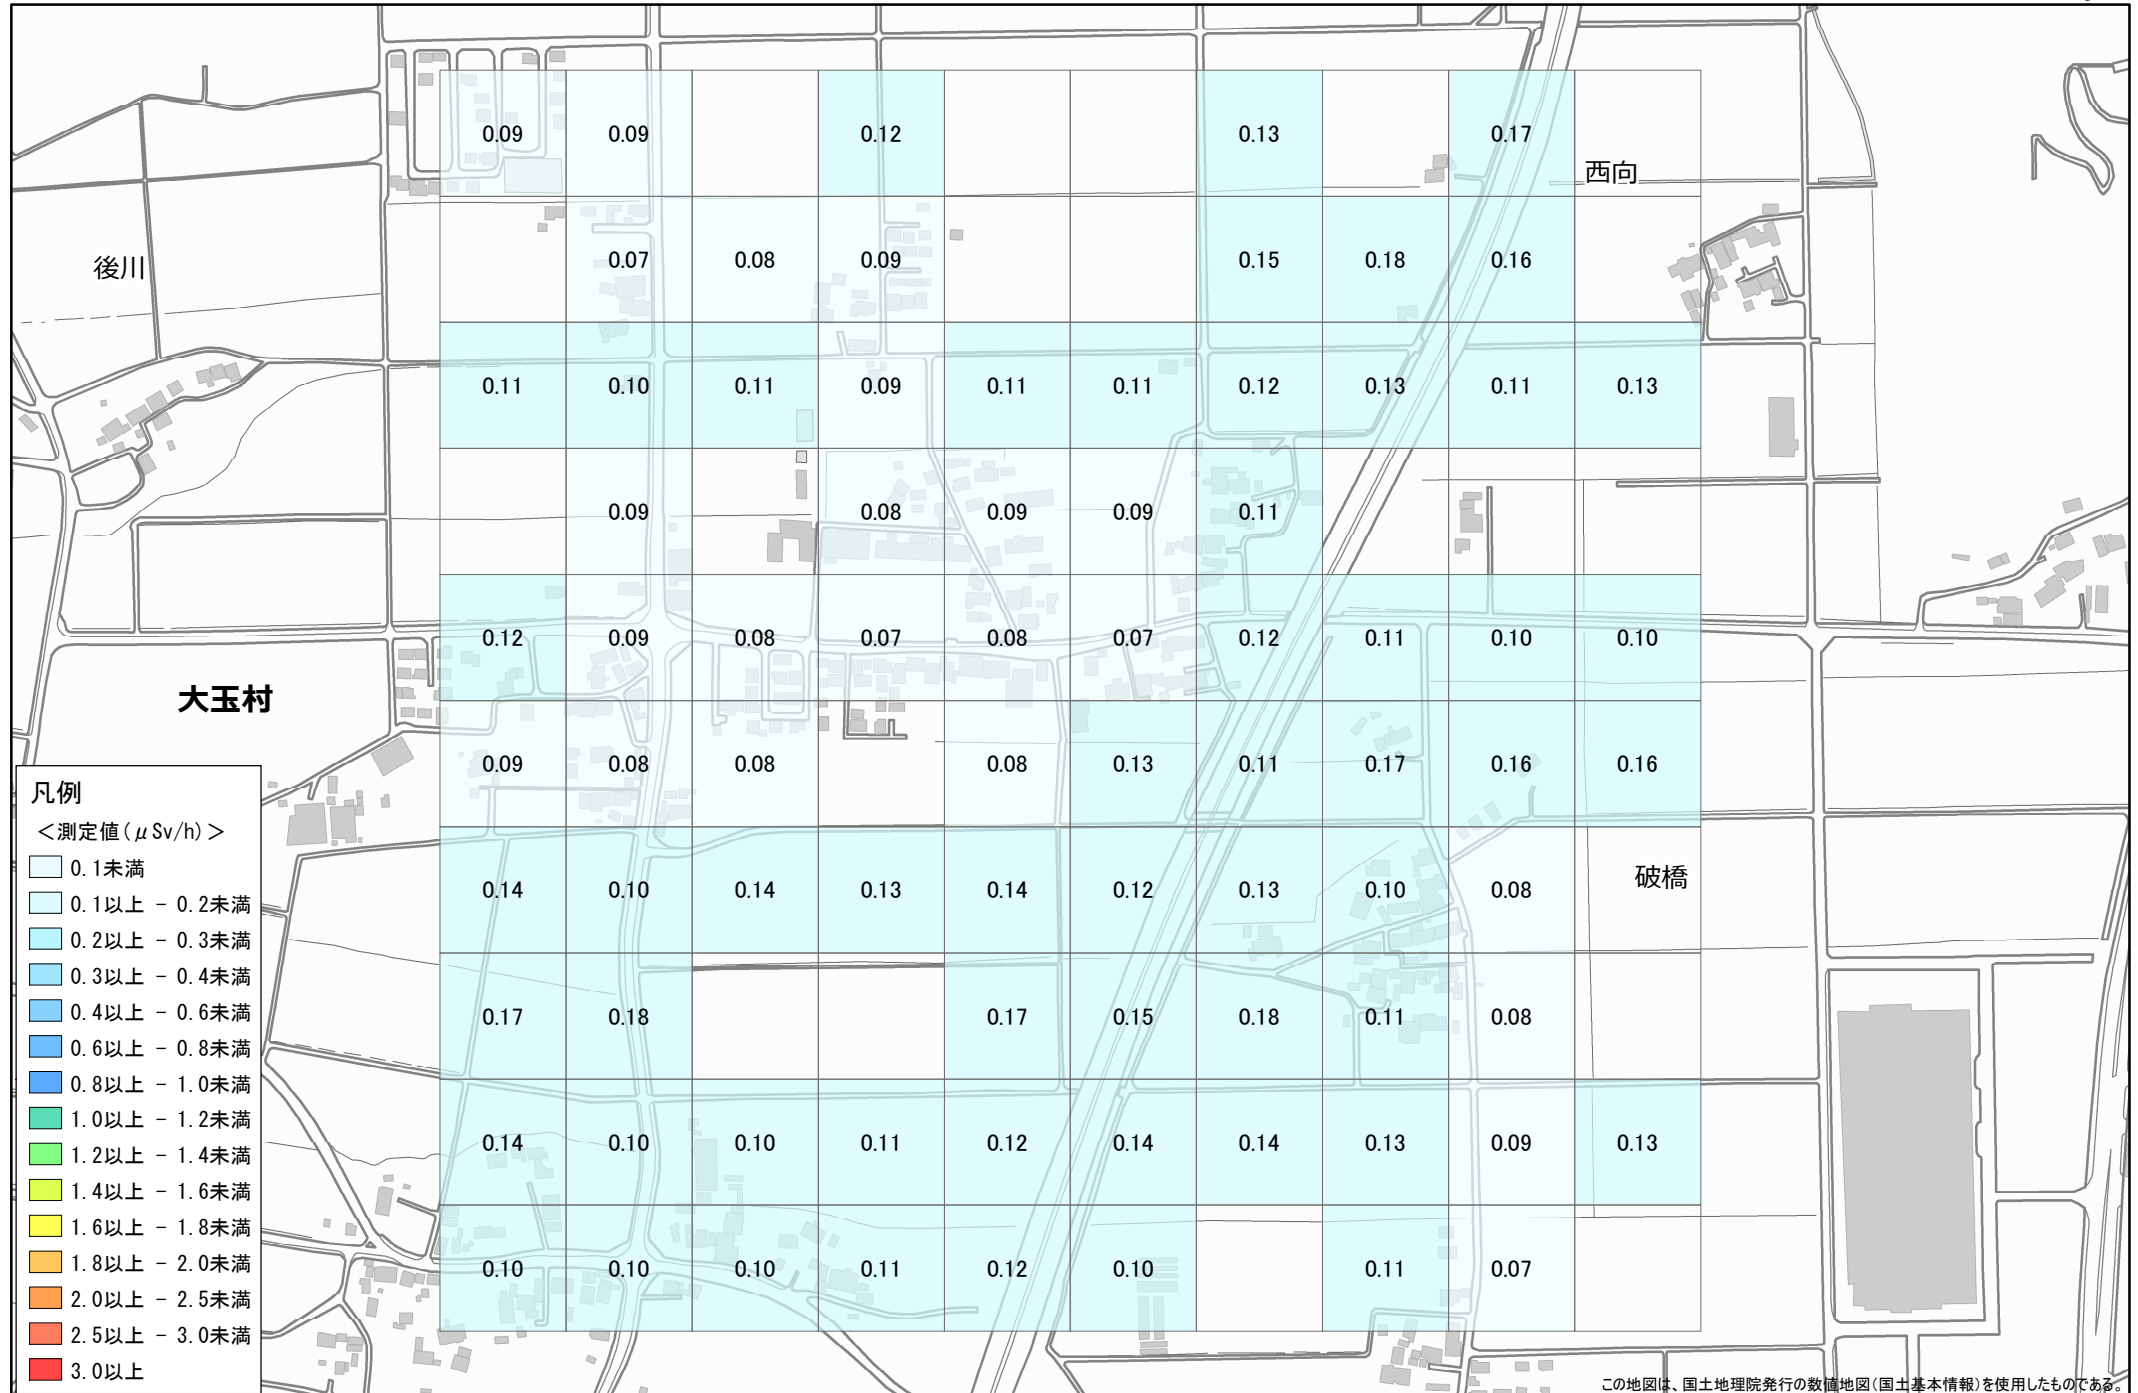 0.09 0.09 0.12 0.13 0.17
西向
後川
0.07 0.08 0.09 0.15 0.18 0.16
0.11 0.10 0.11 0.09 0.11 0.11 0.12 0.13 0.11 0.13
0.09 0.08 0.09 0.09 0.11
0.12 0.09 0.08 0.07 0.08 0.07 0.12 0.11 0.10 0.10
大玉村
0.09 0.08 0.08 0.08 0.13 0.11 0.17 0.16 0.16
0.14 0.10 0.14 0.13 0.14 0.12 0.13 0.10 0.08
破橋
0.17 0.18 0.17 0.15 0.18 0.11 0.08
0.14 0.10 0.10 0.11 0.12 0.14 0.14 0.13 0.09 0.13
0.10 0.10 0.10 0.11 0.12 0.10 0.11 0.07
凡例
<測定値(μSv/h)>
0.1未満
0.1以上 - 0.2未満
0.2以上 - 0.3未満
0.3以上 - 0.4未満
0.4以上 - 0.6未満
0.6以上 - 0.8未満
0.8以上 - 1.0未満
1.0以上 - 1.2未満
1.2以上 - 1.4未満
1.4以上 - 1.6未満
1.6以上 - 1.8未満
1.8以上 - 2.0未満
2.0以上 - 2.5未満
2.5以上 - 3.0未満
3.0以上
この地図は、国土地理院発行の数値地図(国土基本情報)を使用したものである。